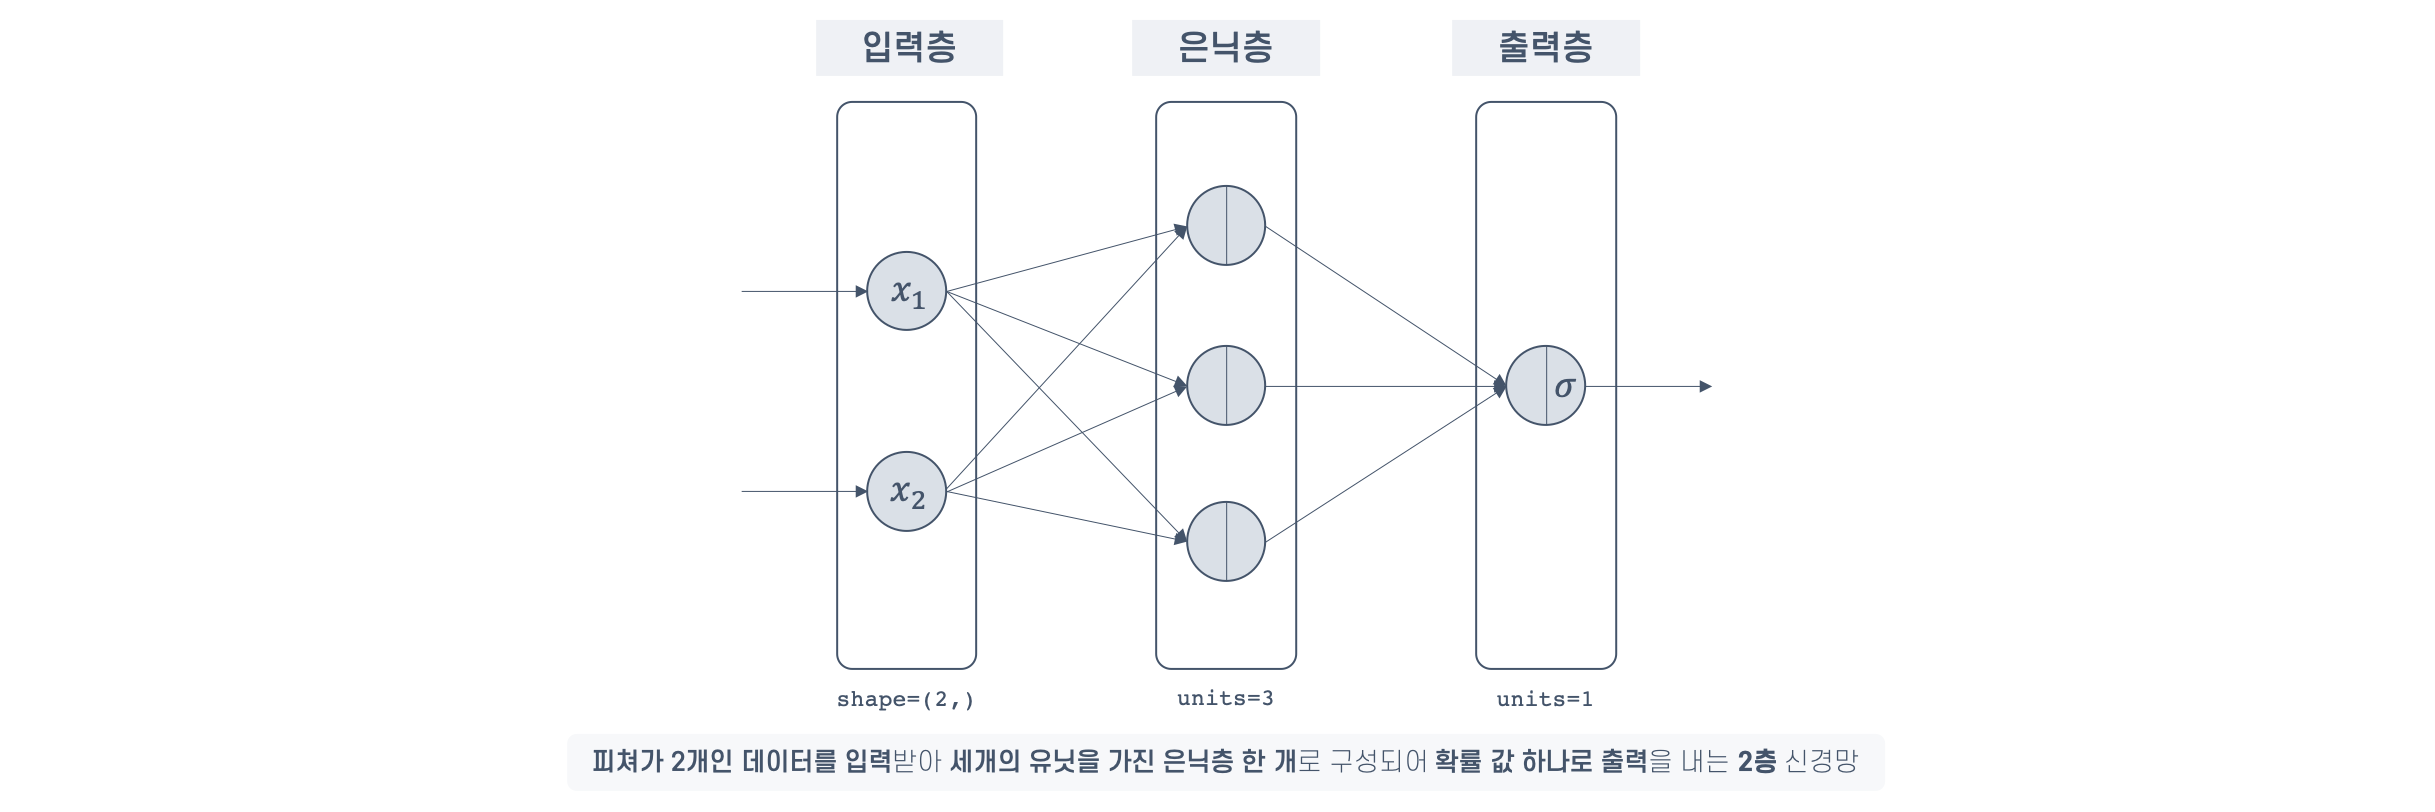 입력층
은닉층
출력층
x1
x2
σ
shape=(2,)
units=3
units=1
피쳐가 2개인 데이터를 입력받아 세개의 유닛을 가진 은닉층 한 개로 구성되어 확률 값 하나로 출력을 내는 2층 신경망